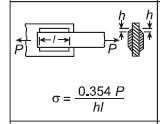 h
h
l
P
P
σ = 0.354 P / hl